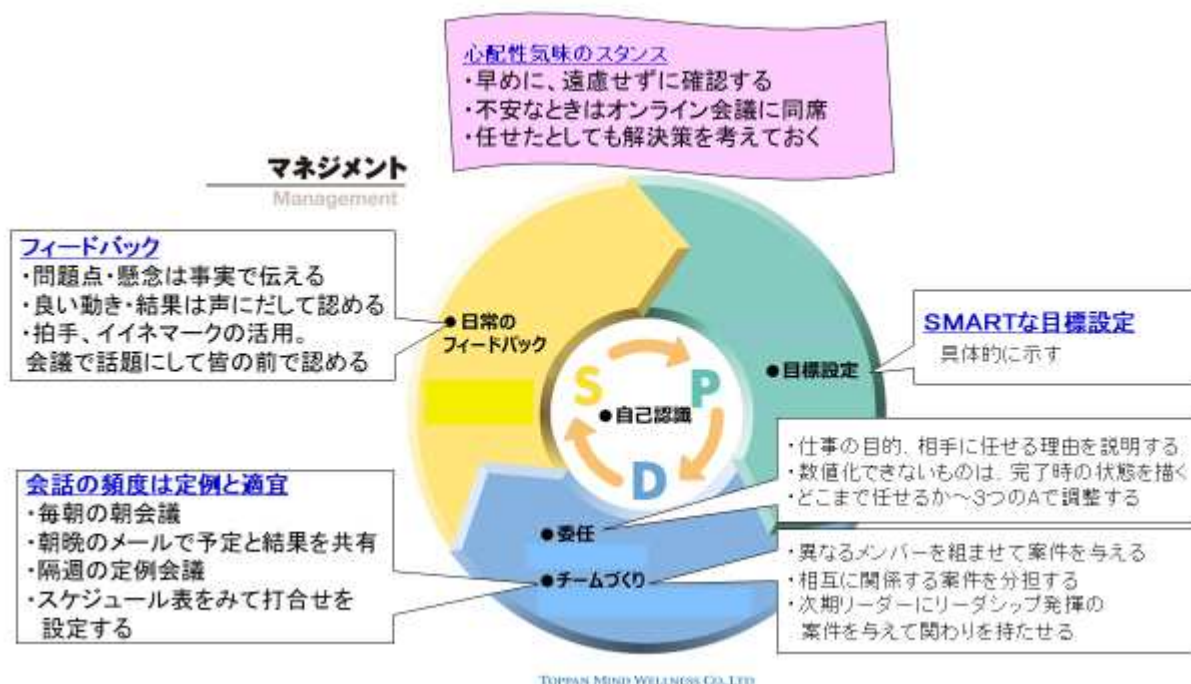 心配性気味のスタンス
・早めに、遠慮せずに確認する
・不安なときはオンライン会議に同席
・任せたとしても解決策を考えておく
マネジメント
Management
フィードバック
・問題点・懸念は事実で伝える
・良い動き・結果は声にだして認める
・拍手、イイネマークの活用。
会議で話題にして皆の前で認める
●日常の
フィードバック
SMARTな目標設定
具体的に示す
●目標設定
S
P
D
●自己認識
・仕事の目的、相手に任せる理由を説明する
・数値化できないものは、完了時の状態を描く
・どこまで任せるか～3つのAで調整する
会話の頻度は定例と適宜
・毎朝の朝会議
・朝晩のメールで予定と結果を共有
・隔週の定例会議
・スケジュール表をみて打合せを
設定する
●委任
●チームづくり
・異なるメンバーを組ませて案件を与える
・相互に関係する案件を分担する
・次期リーダーにリーダシップ発揮の
案件を与えて関わりを持たせる
TOPPAN MIND WELLNESS CO. LTD